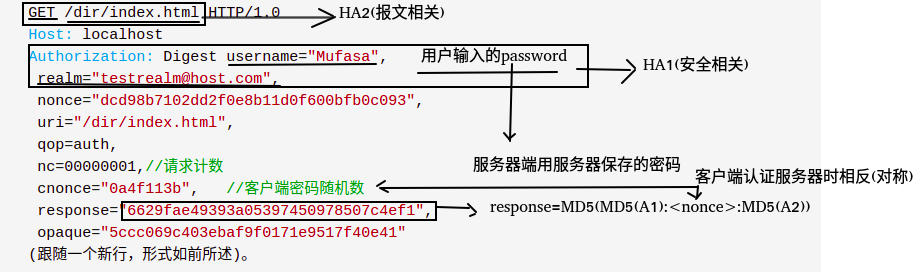 GET /dir/index.html HTTP/1.0 HA2(报文相关)
Host: localhost
Authorization: Digest username="Mufasa", 用户输入的password
realm="testrealm@host.com", HA1(安全相关)
nonce="dcd98b7102dd2f0e8b11d0f600bfb0c093",
uri="/dir/index.html",
qop=auth,
nc=00000001,//请求计数 服务器端用服务器保存的密码
cnonce="0a4f113b", //客户端密码随机数 客户端认证服务器时相反(对称)
response="6629fae49393a05397450978507c4ef1", response=MD5(MD5(A1):<nonce>:MD5(A2))
opaque="5ccc069c403ebaf9f0171e9517f40e41"
(跟随一个新行，形式如前所述)。